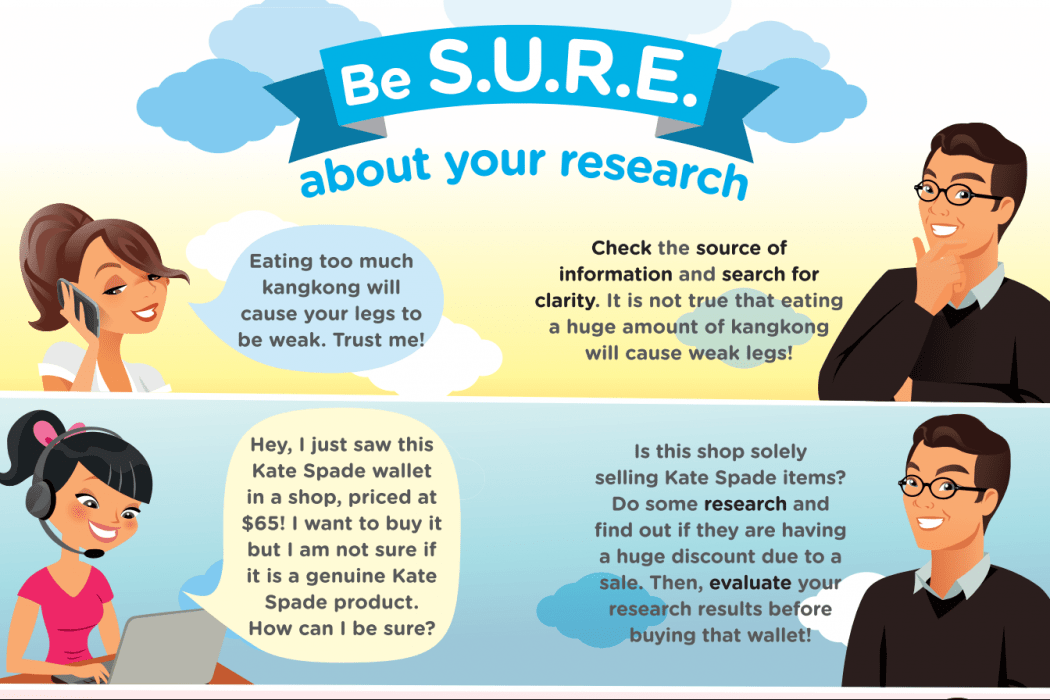 Be S.U.R.E.
about your research
Eating too much
kangkong will
cause your legs to
be weak. Trust me!
Check the source of
information and search for
clarity. It is not true that eating
a huge amount of kangkong
will cause weak legs!
Hey, I just saw this
Kate Spade wallet
in a shop, priced at
$65! I want to buy it
but I am not sure if
it is a genuine Kate
Spade product.
How can I be sure?
Is this shop solely
selling Kate Spade items?
Do some research and
find out if they are having
a huge discount due to a
sale. Then, evaluate your
research results before
buying that wallet!